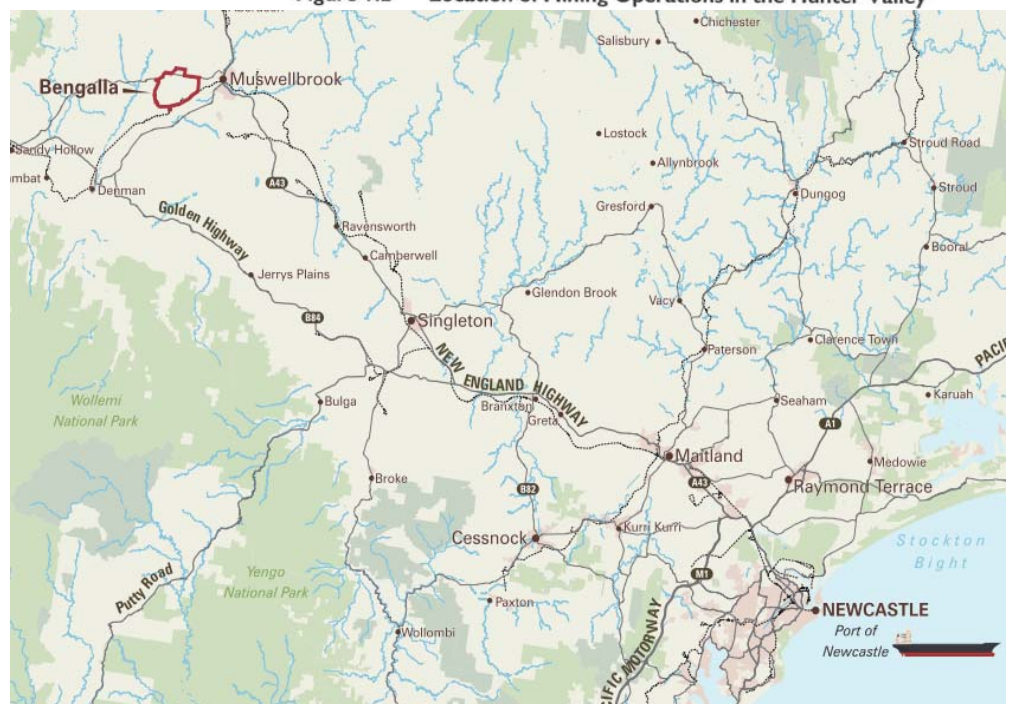 Location of Mining Operations in the Hunter Valley
Chichester
Salisbury
Bengalla
Muswellbrook
Lostock
Sandy Hollow
Allynbrook
Stroud Road
Denman
A43
Dungog
Stroud
Golden Highway
Gresford
Ravensworth
Camberwell
Booral
Jerrys Plains
Glendon Brook
Vacy
B84
Singleton
Clarence Town
Paterson
NEW ENGLAND HIGHWAY
Wollemi
National Park
Bulga
Branxton
Greta
Seaham
Karuah
A1
Maitland
Medowie
Broke
B82
A43
Raymond Terrace
Cessnock
Kurri Kurri
Stockton
Bight
Putty Road
Yengo
National Park
M1
Paxton
NEWCASTLE
Port of
Newcastle
Wollombi
MOTORWAY